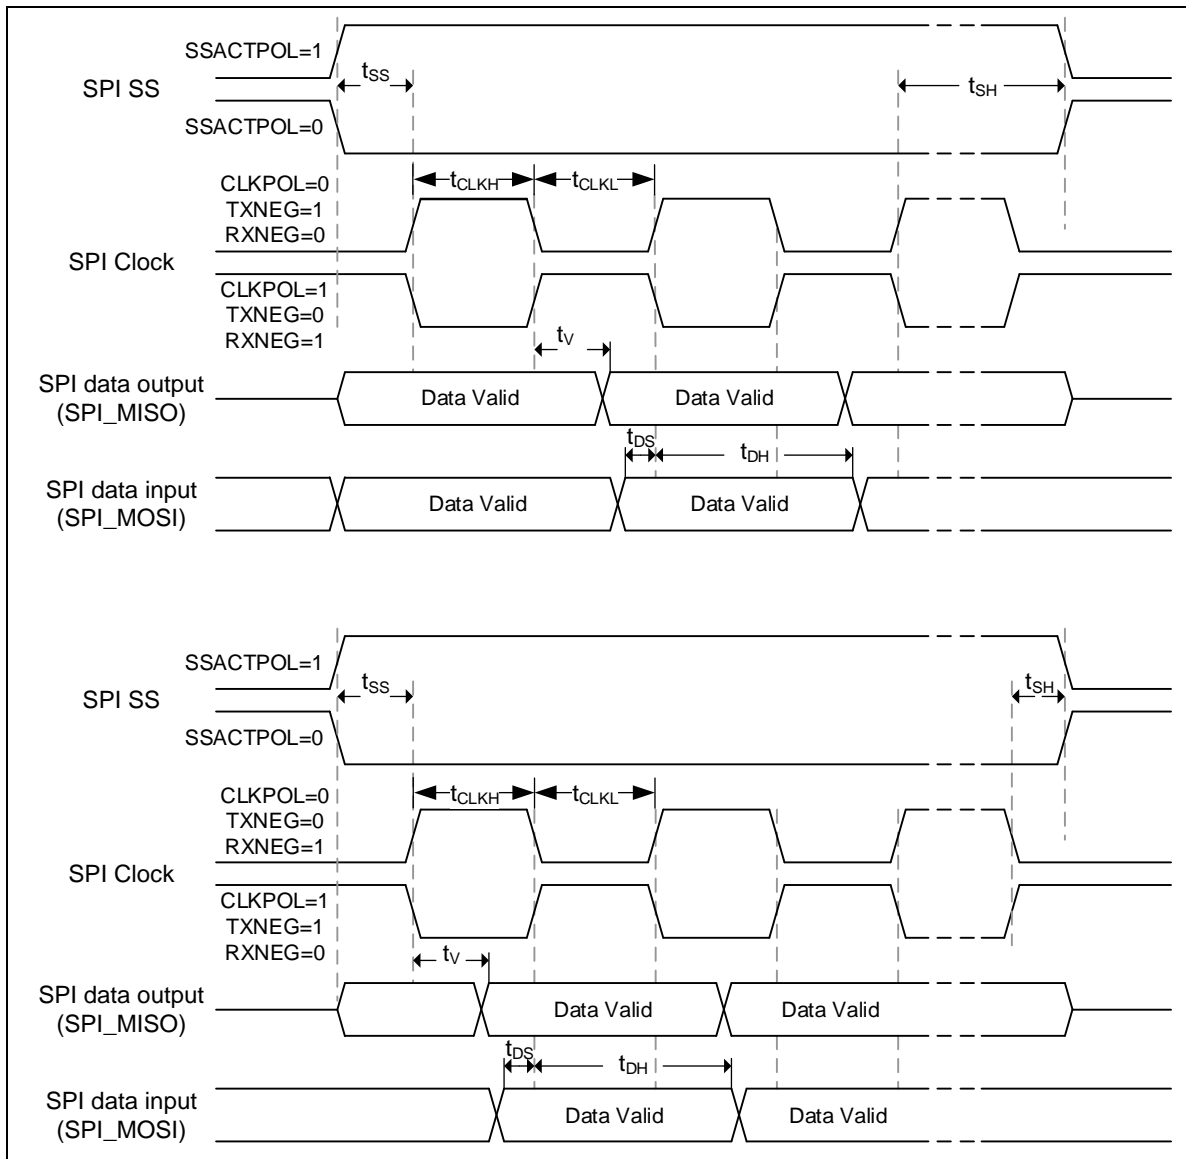 SSACTPOL=1
SPI SS
tSS
tSH
SSACTPOL=0
CLKPOL=0
TXNEG=1
RXNEG=0
tCLKH
tCLKL
SPI Clock
CLKPOL=1
TXNEG=0
RXNEG=1
tV
SPI data output
(SPI_MISO)
Data Valid
Data Valid
tDS
tDH
SPI data input
(SPI_MOSI)
Data Valid
Data Valid
SSACTPOL=1
SPI SS
tSS
tSH
SSACTPOL=0
CLKPOL=0
TXNEG=0
RXNEG=1
tCLKH
tCLKL
SPI Clock
CLKPOL=1
TXNEG=1
RXNEG=0
tV
SPI data output
(SPI_MISO)
Data Valid
Data Valid
tDS
tDH
SPI data input
(SPI_MOSI)
Data Valid
Data Valid